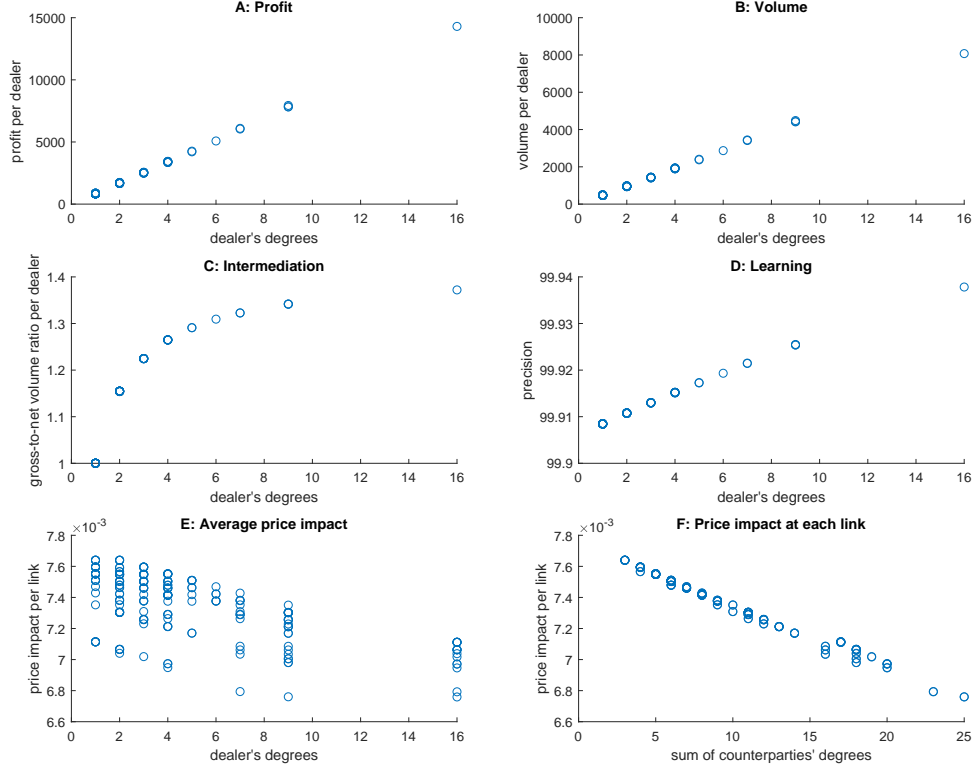 A: Profit
15000
10000
5000
0
profit per dealer
0 2 4 6 8 10 12 14 16
dealer's degrees
B: Volume
10000
8000
6000
4000
2000
0
volume per dealer
0 2 4 6 8 10 12 14 16
dealer's degrees
C: Intermediation
1.4
1.3
1.2
1.1
1
gross-to-net volume ratio per dealer
0 2 4 6 8 10 12 14 16
dealer's degrees
D: Learning
99.94
99.93
99.92
99.91
99.9
precision
0 2 4 6 8 10 12 14 16
dealer's degrees
E: Average price impact
×10⁻³
7.8
7.6
7.4
7.2
7
6.8
6.6
price impact per link
0 2 4 6 8 10 12 14 16
dealer's degrees
F: Price impact at each link
×10⁻³
7.8
7.6
7.4
7.2
7
6.8
6.6
price impact per link
0 5 10 15 20 25
sum of counterparties' degrees